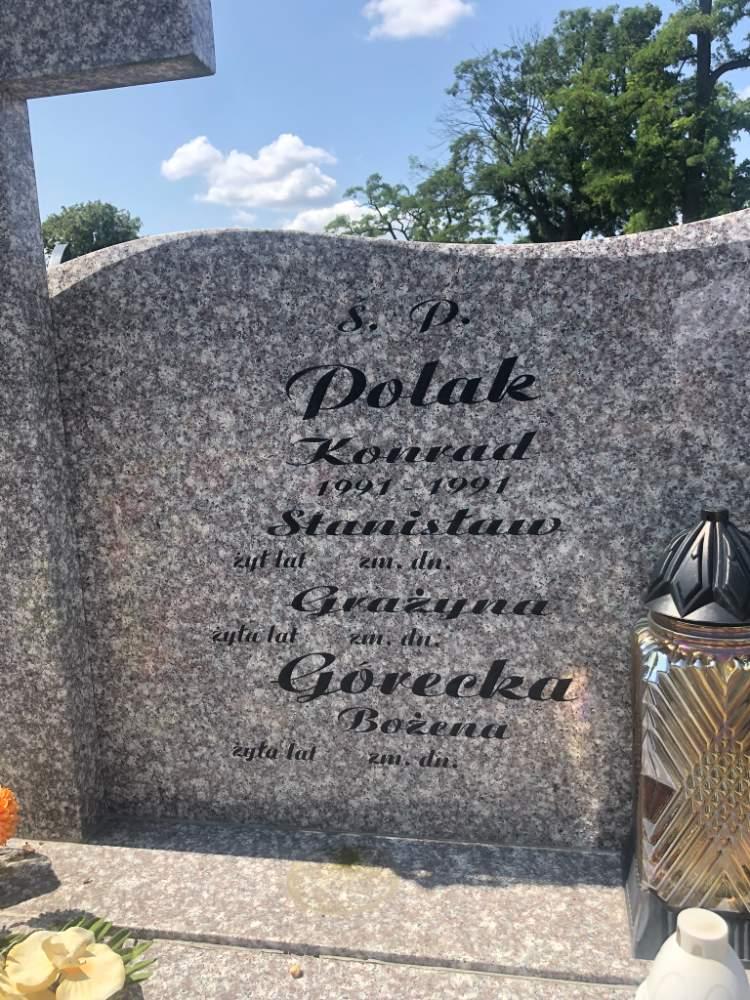 Ś. P.
Polak
Konrad
1991 - 1991
Stanisław
żył lat zm. dn.
Grażyna
żyła lat zm. dn.
Górecka
Bożena
żyła lat zm. dn.